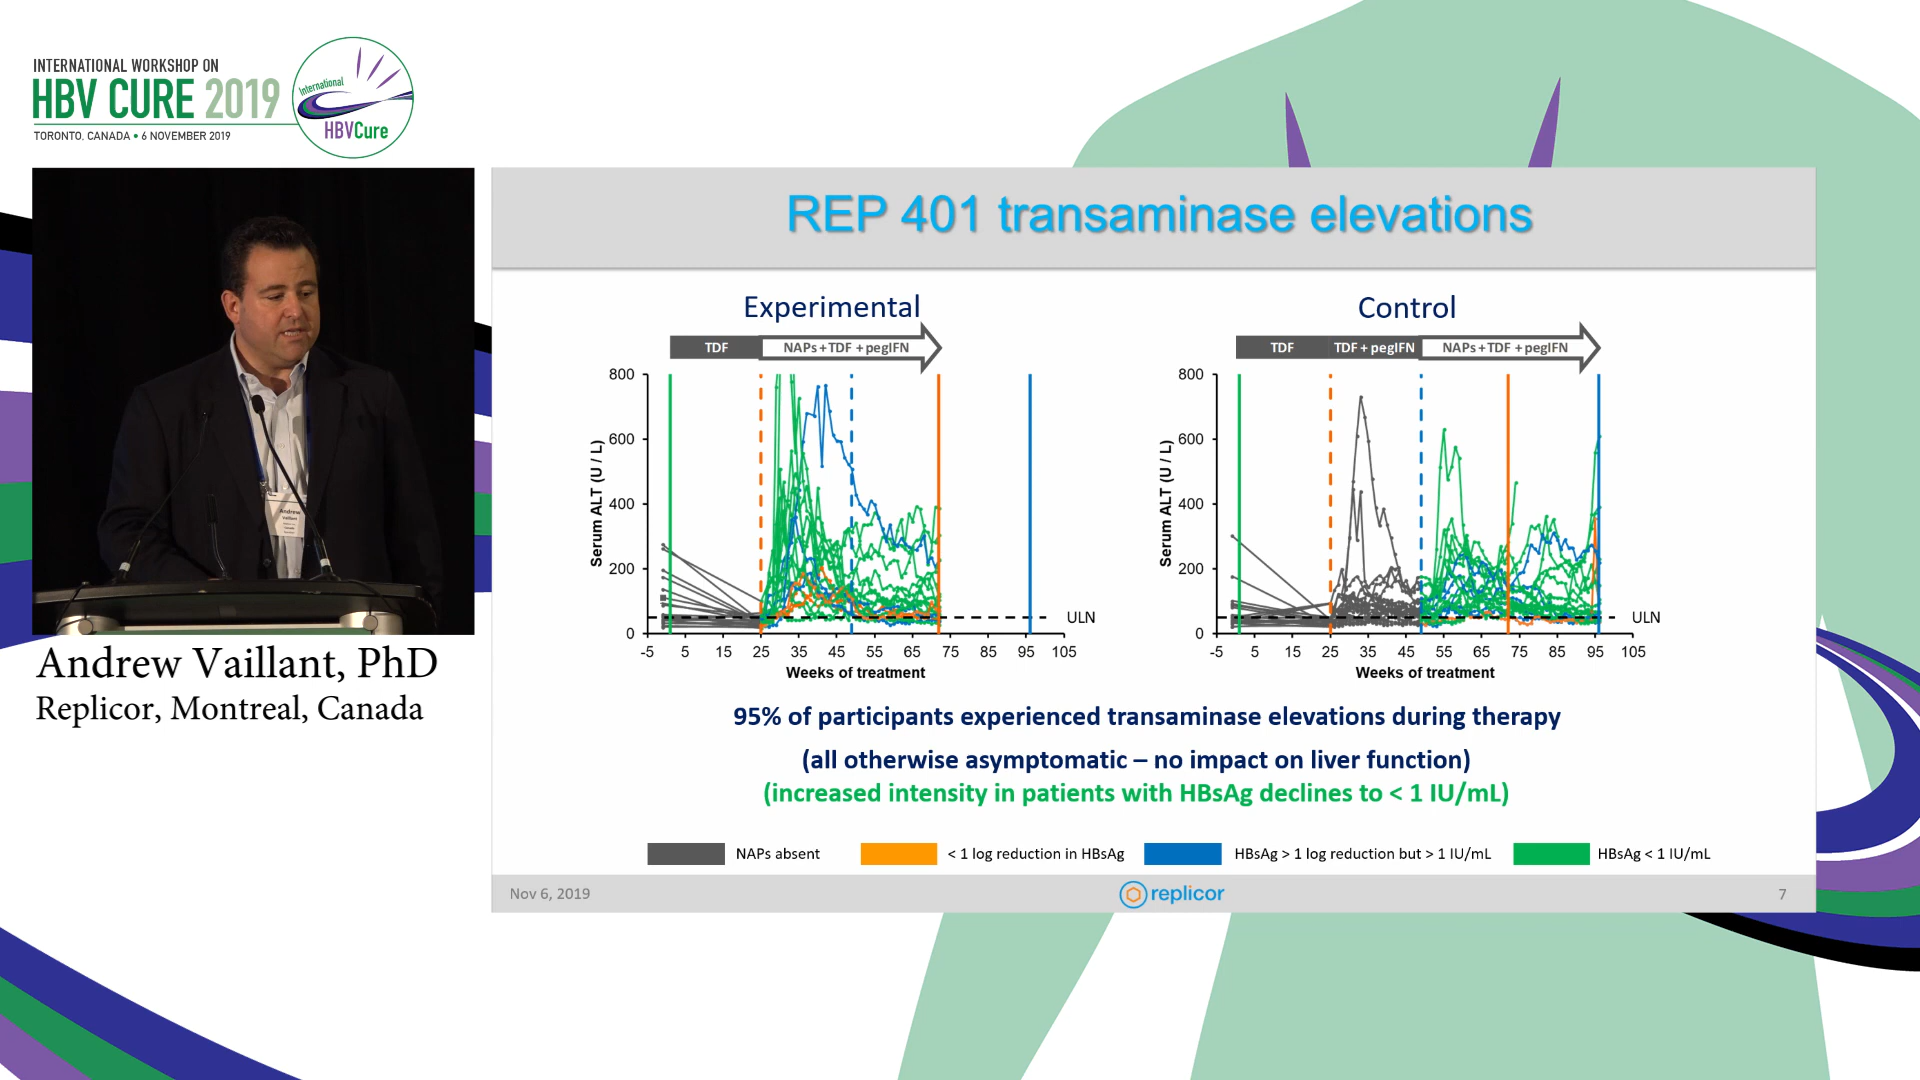 INTERNATIONAL WORKSHOP ON
HBV CURE 2019
TORONTO, CANADA • 6 NOVEMBER 2019
International
HBVCure
Andrew
Vaillant
Andrew Vaillant, PhD
Replicor, Montreal, Canada
REP 401 transaminase elevations
Experimental
TDF
NAPs + TDF + pegIFN
800
600
400
200
0
Serum ALT (U / L)
ULN
-5 5 15 25 35 45 55 65 75 85 95 105
Weeks of treatment
Control
TDF
TDF + pegIFN
NAPs + TDF + pegIFN
800
600
400
200
0
Serum ALT (U / L)
ULN
-5 5 15 25 35 45 55 65 75 85 95 105
Weeks of treatment
95% of participants experienced transaminase elevations during therapy
(all otherwise asymptomatic – no impact on liver function)
(increased intensity in patients with HBsAg declines to < 1 IU/mL)
NAPs absent
< 1 log reduction in HBsAg
HBsAg > 1 log reduction but > 1 IU/mL
HBsAg < 1 IU/mL
Nov 6, 2019
replicor
7